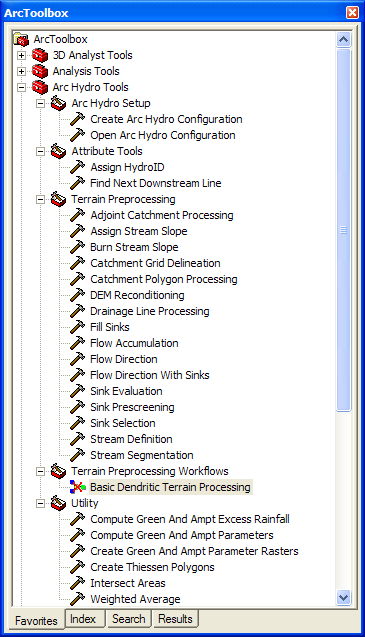 ArcToolbox
ArcToolbox
3D Analyst Tools
Analysis Tools
Arc Hydro Tools
Arc Hydro Setup
Create Arc Hydro Configuration
Open Arc Hydro Configuration
Attribute Tools
Assign HydroID
Find Next Downstream Line
Terrain Preprocessing
Adjoint Catchment Processing
Assign Stream Slope
Burn Stream Slope
Catchment Grid Delineation
Catchment Polygon Processing
DEM Reconditioning
Drainage Line Processing
Fill Sinks
Flow Accumulation
Flow Direction
Flow Direction With Sinks
Sink Evaluation
Sink Prescreening
Sink Selection
Stream Definition
Stream Segmentation
Terrain Preprocessing Workflows
Basic Dendritic Terrain Processing
Utility
Compute Green And Ampt Excess Rainfall
Compute Green And Ampt Parameters
Create Green And Ampt Parameter Rasters
Create Thiessen Polygons
Intersect Areas
Weighted Average
Favorites Index Search Results